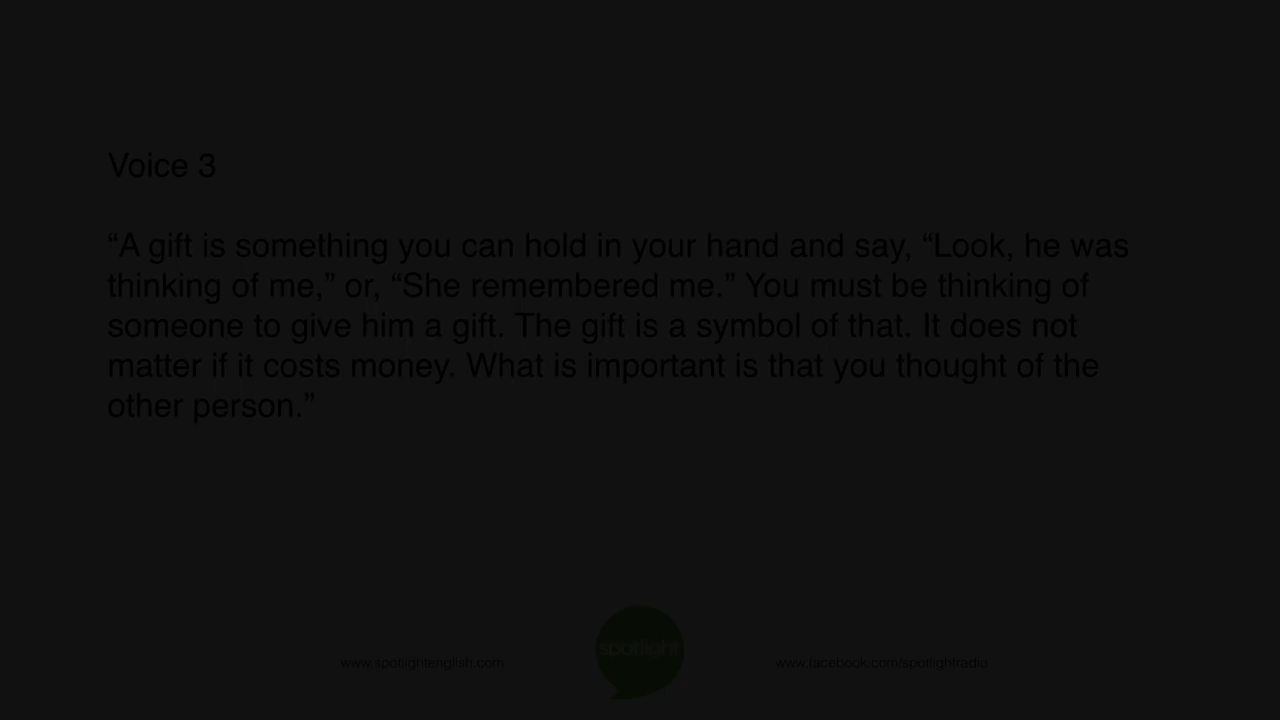 Voice 3
“A gift is something you can hold in your hand and say, “Look, he was
thinking of me,” or, “She remembered me.” You must be thinking of
someone to give him a gift. The gift is a symbol of that. It does not
matter if it costs money. What is important is that you thought of the
other person.”
spotlight
www.spotlightenglish.com
www.facebook.com/spotlightradio